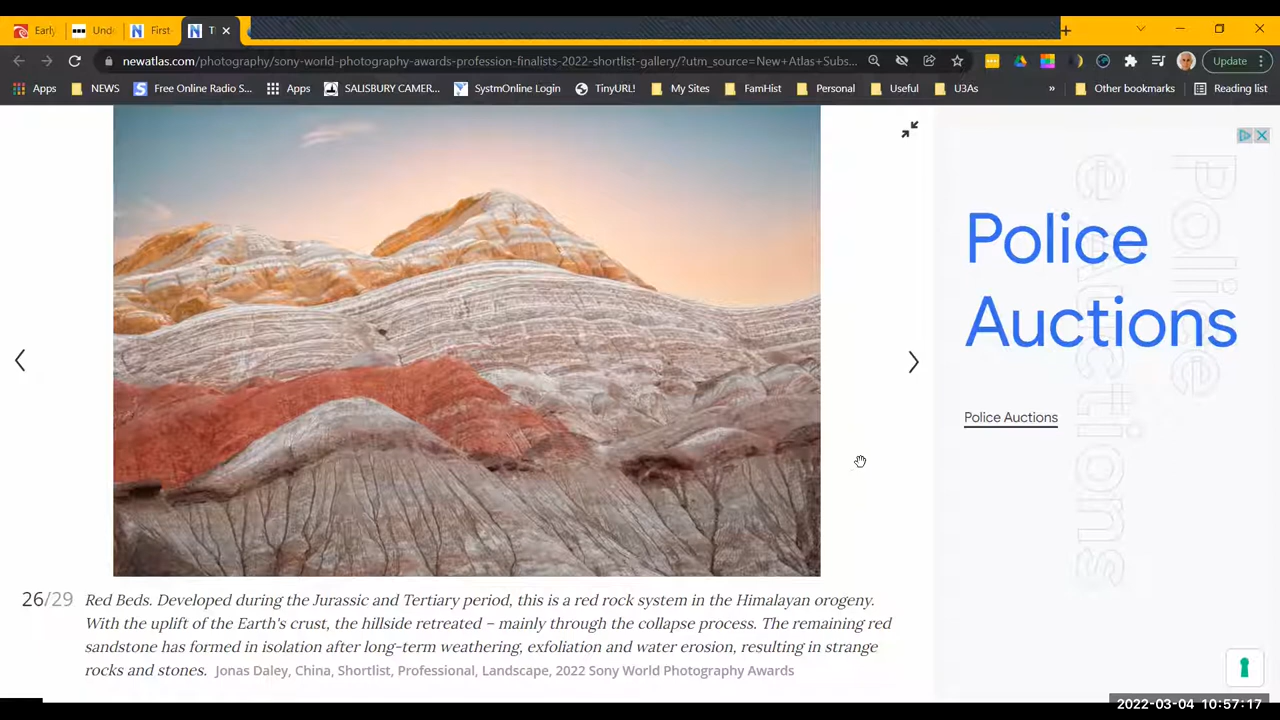 Early
Und
First-
T
newatlas.com/photography/sony-world-photography-awards-profession-finalists-2022-shortlist-gallery/?utm_source=New+Atlas+Subs...
Update
Apps NEWS Free Online Radio S... Apps SALISBURY CAMER... SystmOnline Login TinyURL! My Sites FamHist Personal Useful U3As » Other bookmarks Reading list
Police
Auctions
Police
e Auctions
Police Auctions
26/29
Red Beds. Developed during the Jurassic and Tertiary period, this is a red rock system in the Himalayan orogeny.
With the uplift of the Earth's crust, the hillside retreated – mainly through the collapse process. The remaining red
sandstone has formed in isolation after long-term weathering, exfoliation and water erosion, resulting in strange
rocks and stones. Jonas Daley, China, Shortlist, Professional, Landscape, 2022 Sony World Photography Awards
2022-03-04 10:57:17